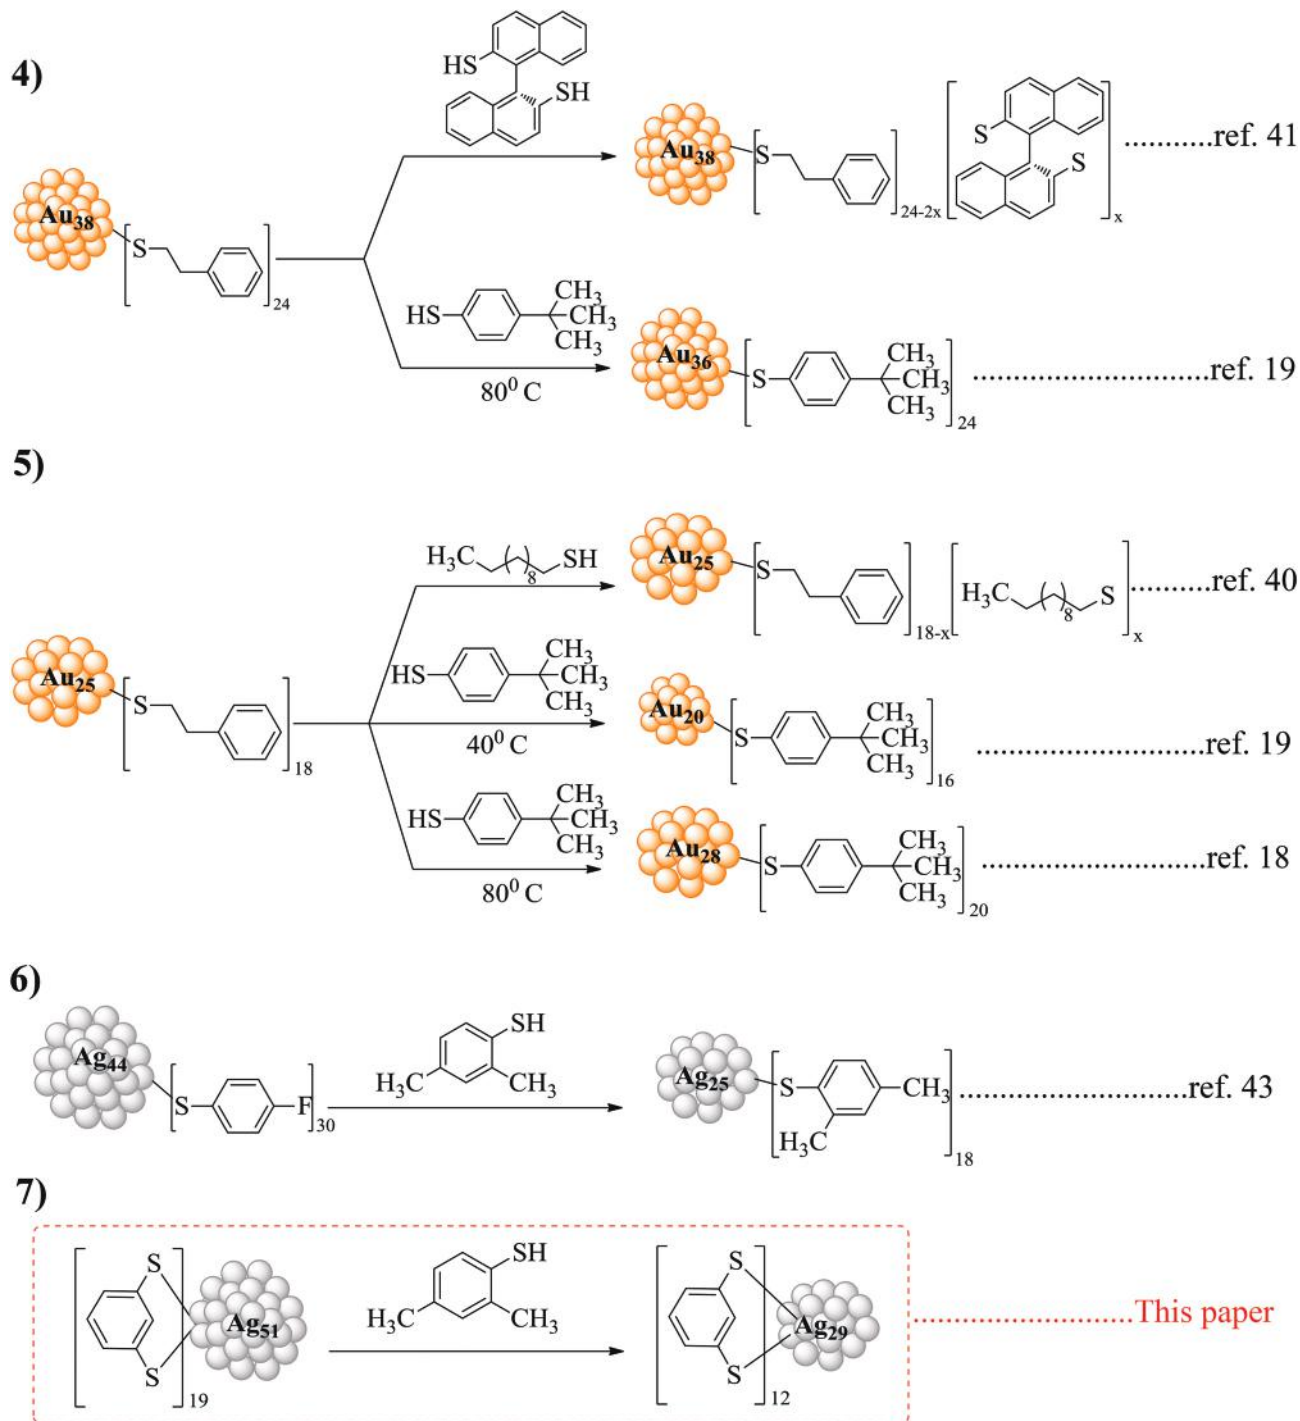 4)
HS
SH
Au38
S
24
Au38
S
24-2x
S
S
x
...........ref. 41
HS
CH3
CH3
CH3
80⁰ C
Au36
S
CH3
CH3
CH3
24
.............................ref. 19
5)
Au25
S
18
H3C
( )8
SH
Au25
S
18-x
H3C
( )8
S
x
..........ref. 40
HS
CH3
CH3
CH3
40⁰ C
Au20
S
CH3
CH3
CH3
16
............................ref. 19
HS
CH3
CH3
CH3
80⁰ C
Au28
S
CH3
CH3
CH3
20
............................ref. 18
6)
Ag44
S
F
30
SH
H3C
CH3
Ag25
S
CH3
H3C
18
............................ref. 43
7)
S
S
19
Ag51
SH
H3C
CH3
S
S
12
Ag29
...........................This paper